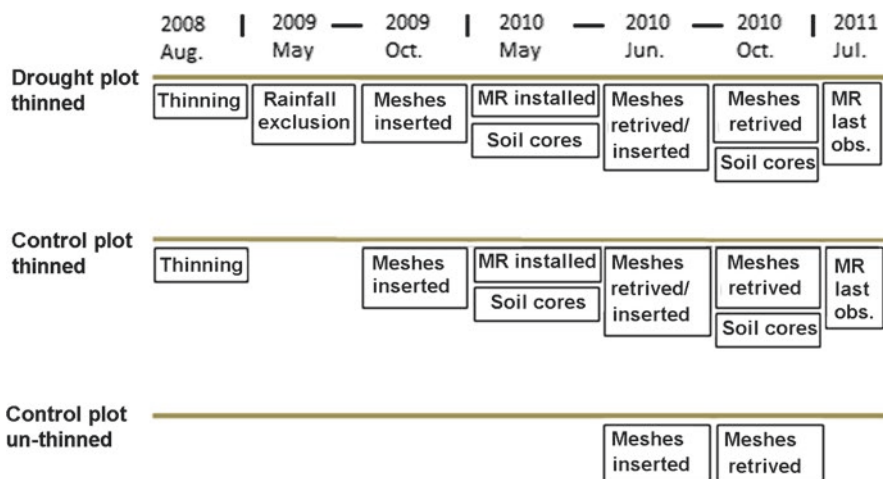 2008 | 2009 — 2009 | 2010 — 2010 — 2010 | 2011
Aug. May Oct. May Jun. Oct. Jul.
Drought plot
thinned
Thinning
Rainfall
exclusion
Meshes
inserted
MR installed
Soil cores
Meshes
retrived/
inserted
Meshes
retrived
Soil cores
MR
last
obs.
Control plot
thinned
Thinning
Meshes
inserted
MR installed
Soil cores
Meshes
retrived/
inserted
Meshes
retrived
Soil cores
MR
last
obs.
Control plot
un-thinned
Meshes
inserted
Meshes
retrived